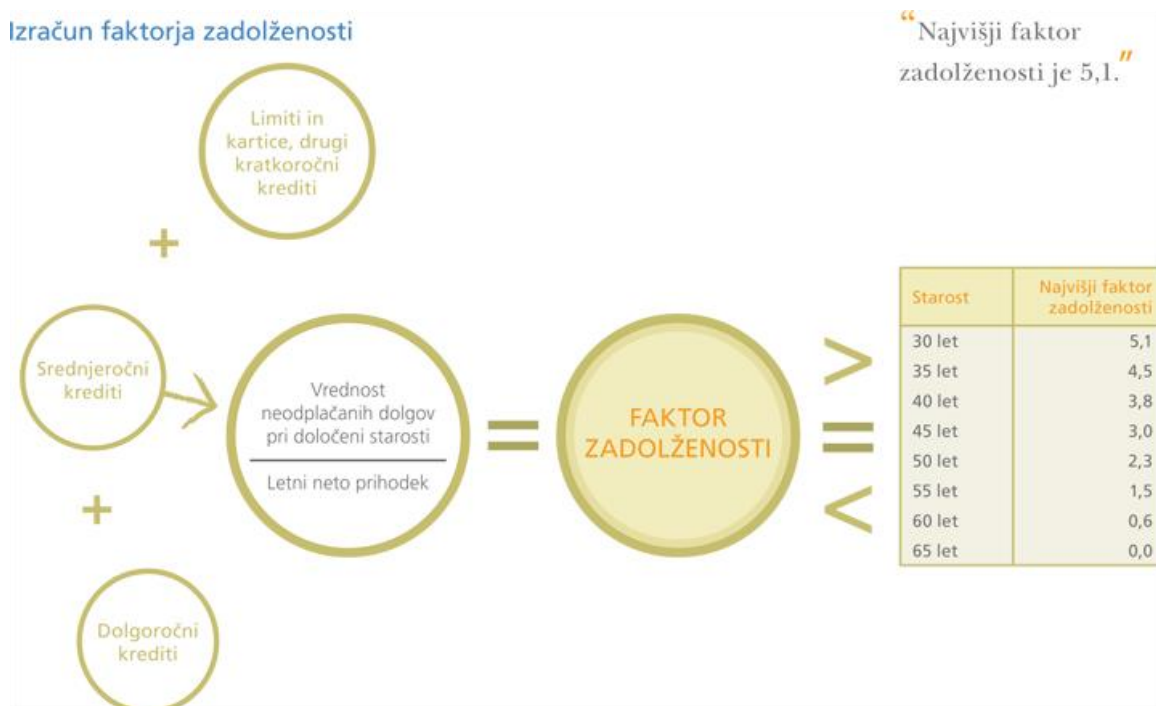 Izračun faktorja zadolženosti
“Najvišji faktor
zadolženosti je 5,1.”
Limiti in
kartice, drugi
kratkoročni
krediti
+
Srednjeročni
krediti
+
Dolgoročni
krediti
Vrednost
neodplačanih dolgov
pri določeni starosti
Letni neto prihodek
=
FAKTOR
ZADOLŽENOSTI
>
=
<
Starost Najvišji faktor
zadolženosti
30 let 5,1
35 let 4,5
40 let 3,8
45 let 3,0
50 let 2,3
55 let 1,5
60 let 0,6
65 let 0,0